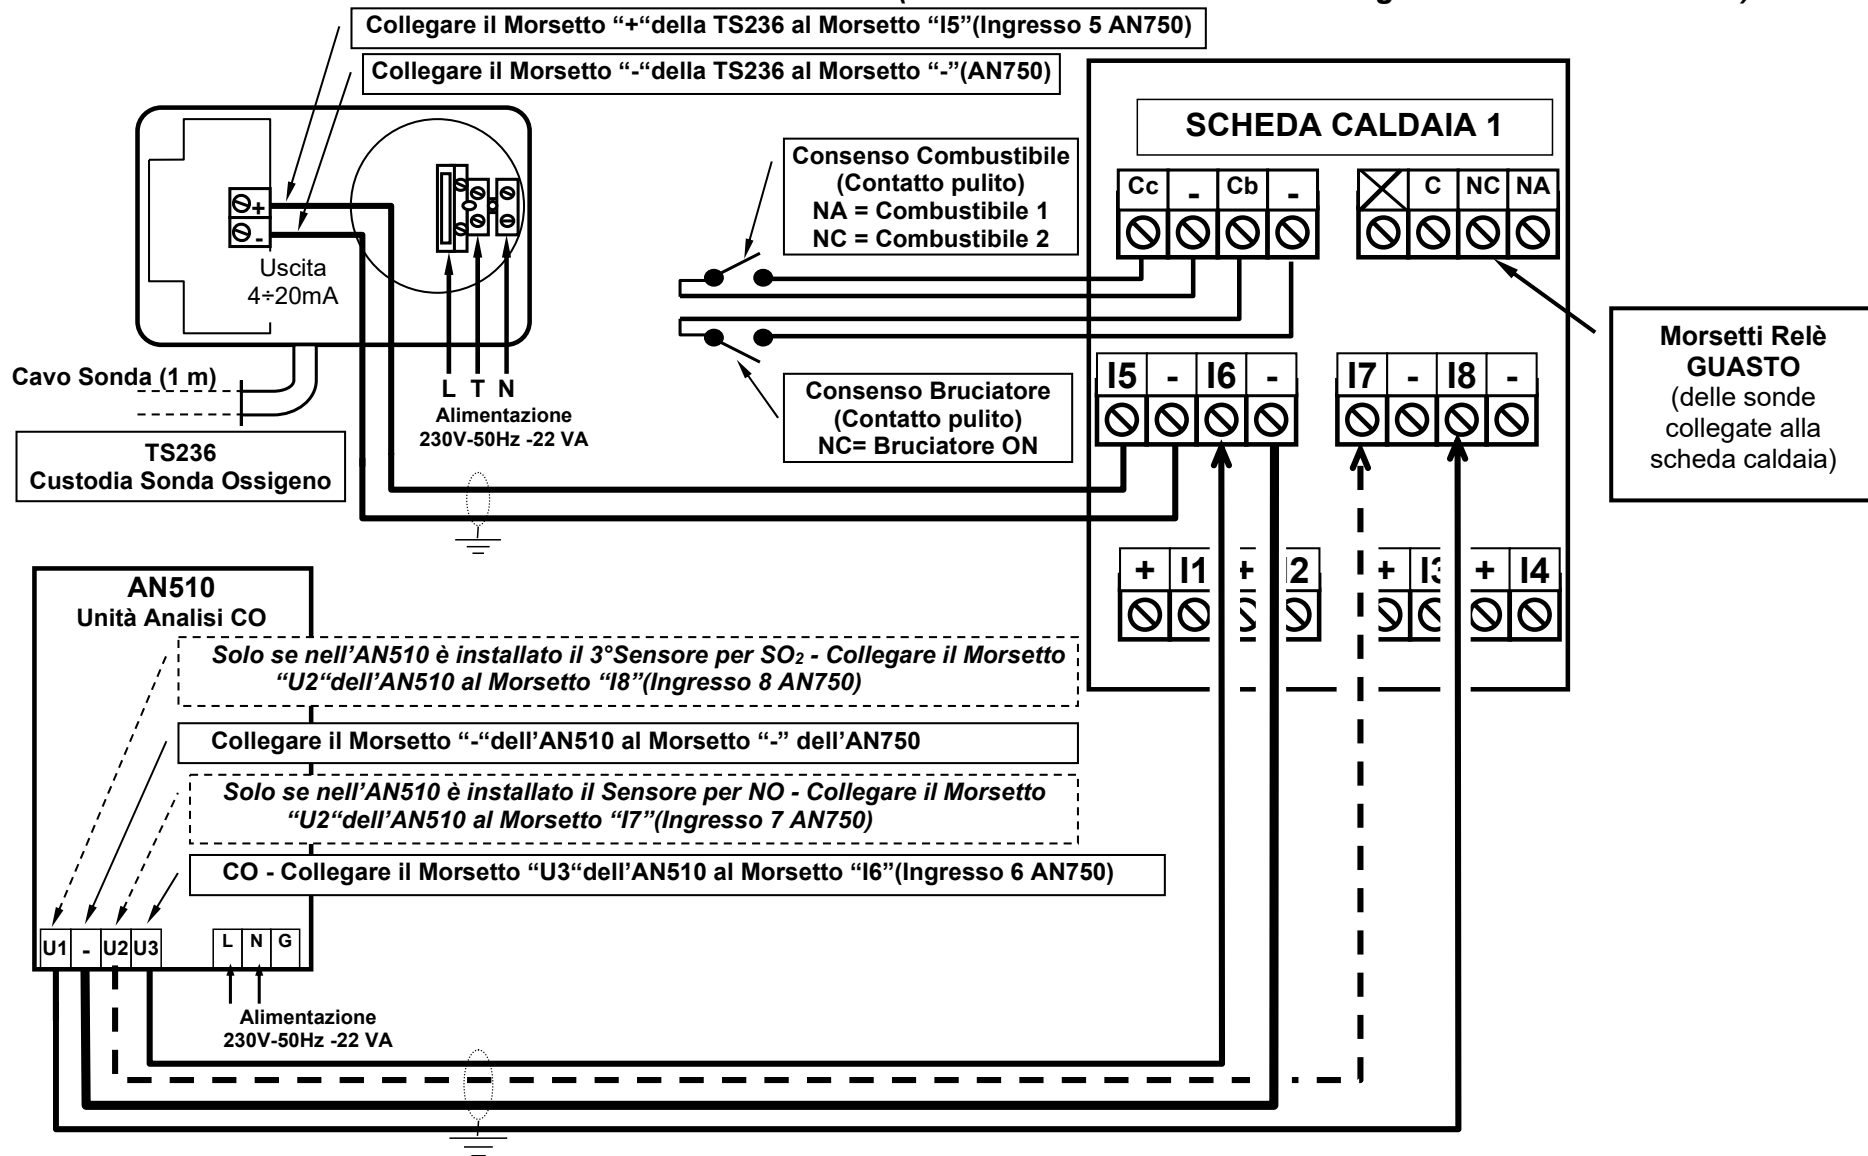 Collegare il Morsetto “+“della TS236 al Morsetto “I5”(Ingresso 5 AN750)
Collegare il Morsetto “-“della TS236 al Morsetto “-”(AN750)
SCHEDA CALDAIA 1
Consenso Combustibile
(Contatto pulito)
NA = Combustibile 1
NC = Combustibile 2
Cc - Cb -
C NC NA
+
-
Uscita
4÷20mA
L T N
Alimentazione
230V-50Hz -22 VA
Cavo Sonda (1 m)
TS236
Custodia Sonda Ossigeno
Consenso Bruciatore
(Contatto pulito)
NC= Bruciatore ON
I5 - I6 -
I7 - I8 -
Morsetti Relè
GUASTO
(delle sonde
collegate alla
scheda caldaia)
+ I1 + I2
+ I3 + I4
AN510
Unità Analisi CO
Solo se nell’AN510 è installato il 3°Sensore per SO₂ - Collegare il Morsetto
“U2“dell’AN510 al Morsetto “I8”(Ingresso 8 AN750)
Collegare il Morsetto “-“dell’AN510 al Morsetto “-” dell’AN750
Solo se nell’AN510 è installato il Sensore per NO - Collegare il Morsetto
“U2“dell’AN510 al Morsetto “I7”(Ingresso 7 AN750)
CO - Collegare il Morsetto “U3“dell’AN510 al Morsetto “I6”(Ingresso 6 AN750)
U1 - U2 U3
L N G
Alimentazione
230V-50Hz -22 VA